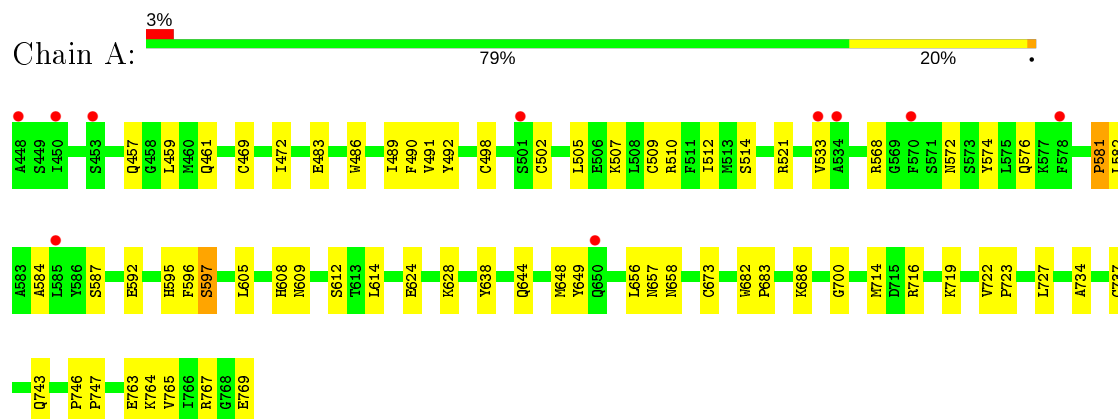 3%
Chain A:
79% 20% •
A448 S449 I450 S453 Q457 G458 L459 M460 Q461 C469 I472 E483 W486 I489 F490 V491 Y492 C498 S501 C502 L505 E506 K507 L508 C509 R510 F511 I512 M513 S514 R521 V533 A534 R568 G569 F570 S571 N572 S573 Y574 L575 Q576 K577 F578 P581 L582
A583 A584 L585 Y586 S587 E592 H595 F596 S597 L605 H608 N609 S612 T613 L614 E624 K628 Y638 Q644 M648 Y649 Q650 L656 N657 N658 C673 W682 P683 K686 G700 M714 D715 R716 K719 V722 P723 L727 A734
Q743 P746 P747 E763 K764 V765 I766 R767 G768 E769